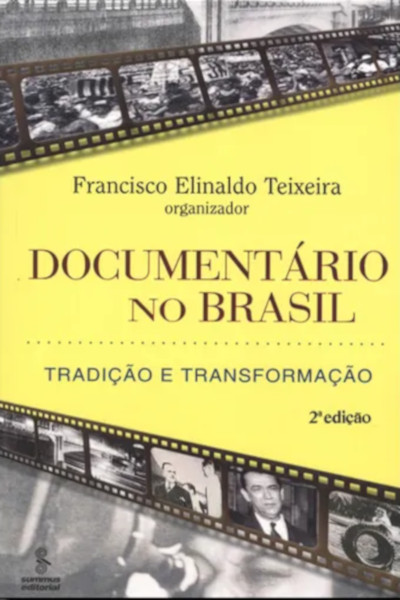 Francisco Elinaldo Teixeira
organizador
DOCUMENTÁRIO
NO BRASIL
TRADIÇÃO E TRANSFORMAÇÃO
2ª edição
summus
editorial